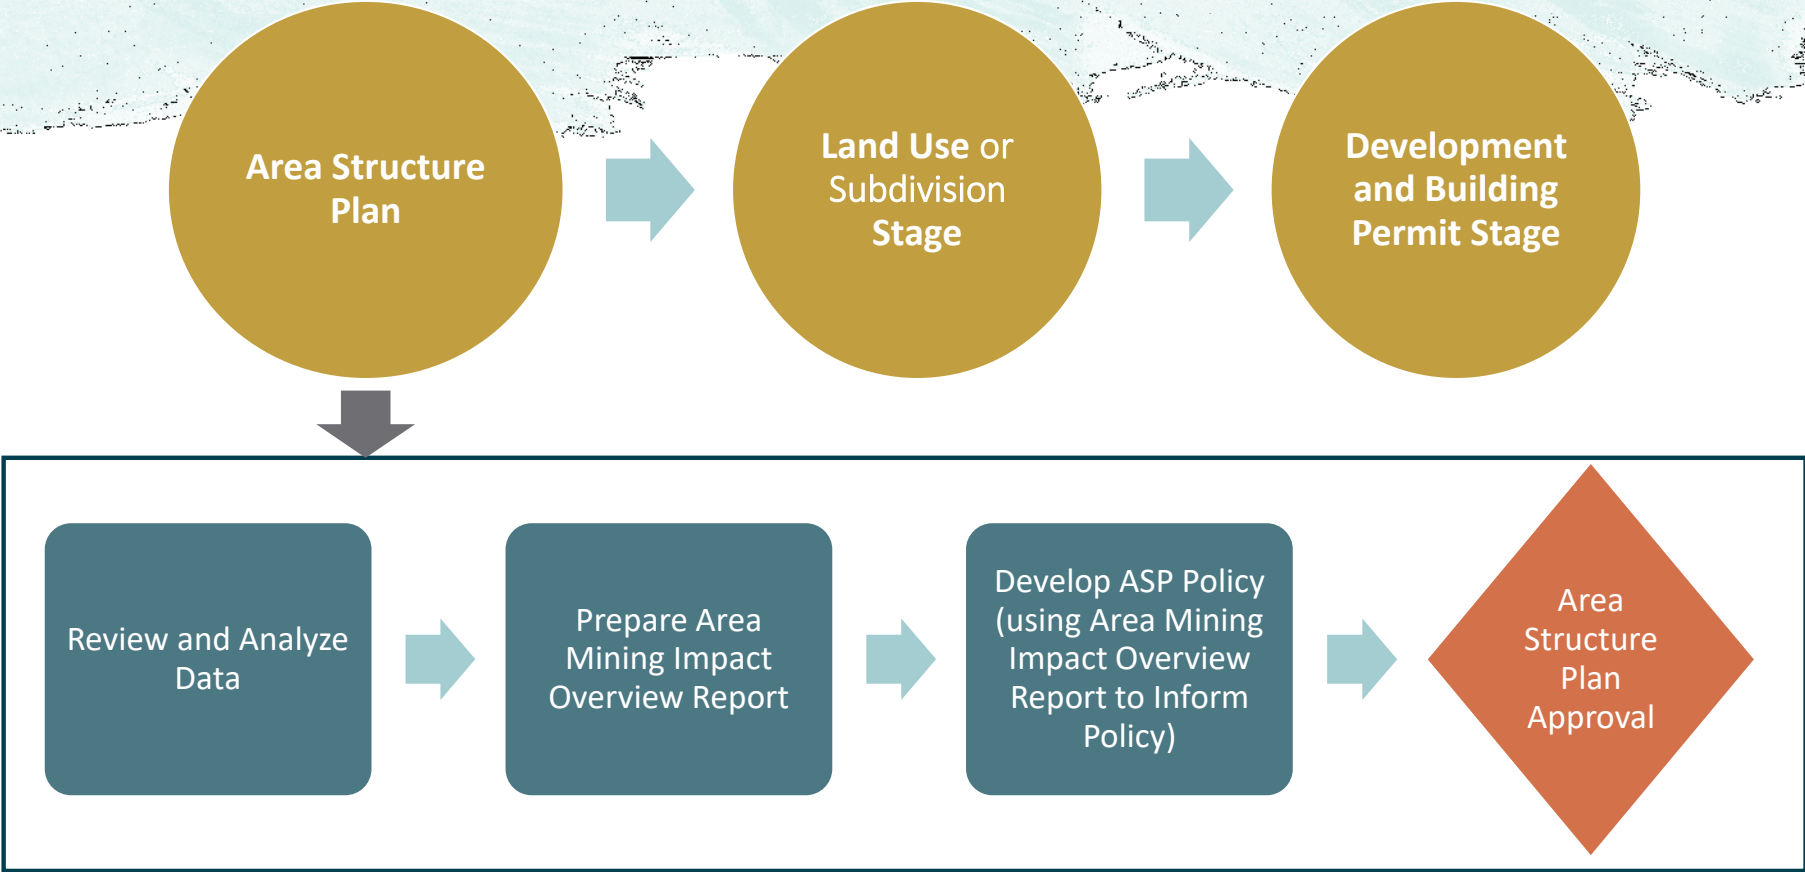 Area Structure
Plan
Land Use or
Subdivision
Stage
Development
and Building
Permit Stage
Review and Analyze
Data
Prepare Area
Mining Impact
Overview Report
Develop ASP Policy
(using Area Mining
Impact Overview
Report to Inform
Policy)
Area
Structure
Plan
Approval